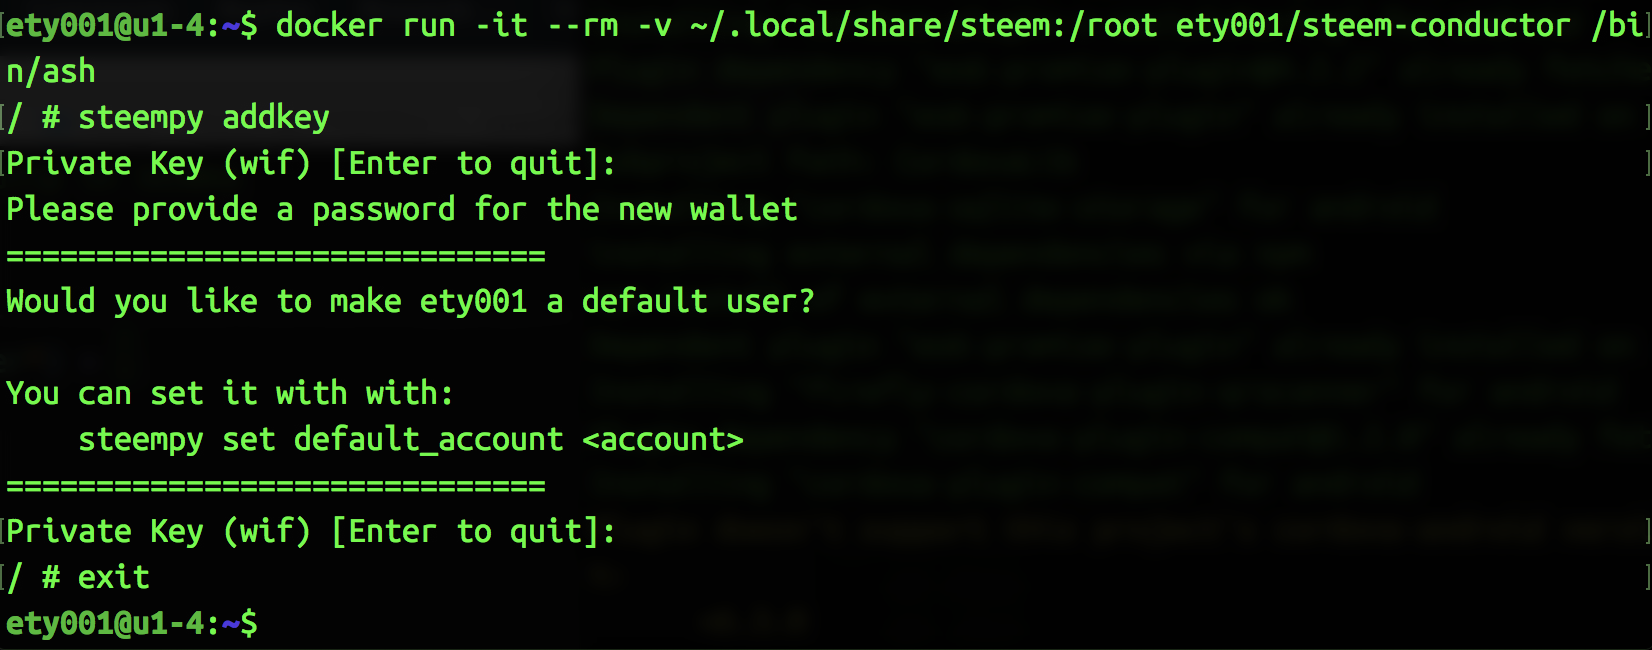 ety001@u1-4:~$ docker run -it --rm -v ~/.local/share/steem:/root ety001/steem-conductor /bi
n/ash
/ # steempy addkey
Private Key (wif) [Enter to quit]:
Please provide a password for the new wallet
==============================
Would you like to make ety001 a default user?
You can set it with with:
    steempy set default_account <account>
==============================
Private Key (wif) [Enter to quit]:
/ # exit
ety001@u1-4:~$